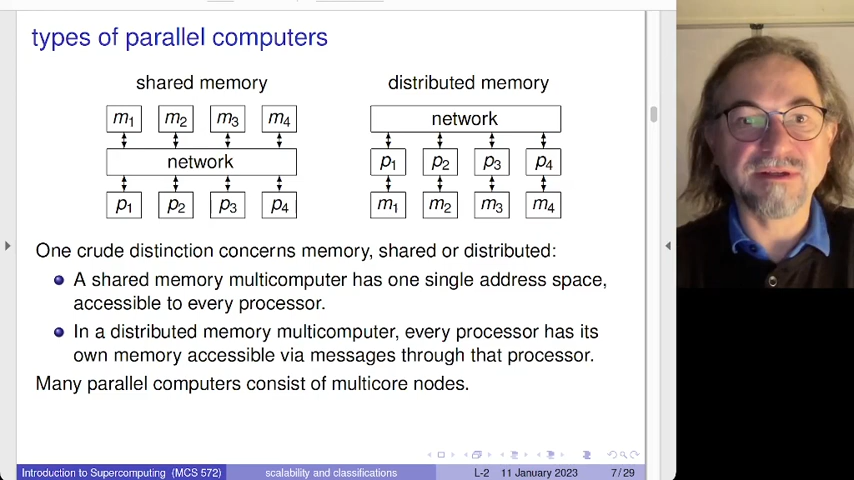 types of parallel computers
shared memory
distributed memory
m1 m2 m3 m4
network
p1 p2 p3 p4
network
p1 p2 p3 p4
m1 m2 m3 m4
One crude distinction concerns memory, shared or distributed:
A shared memory multicomputer has one single address space,
accessible to every processor.
In a distributed memory multicomputer, every processor has its
own memory accessible via messages through that processor.
Many parallel computers consist of multicore nodes.
Introduction to Supercomputing (MCS 572)
scalability and classifications
L-2 11 January 2023
7/29